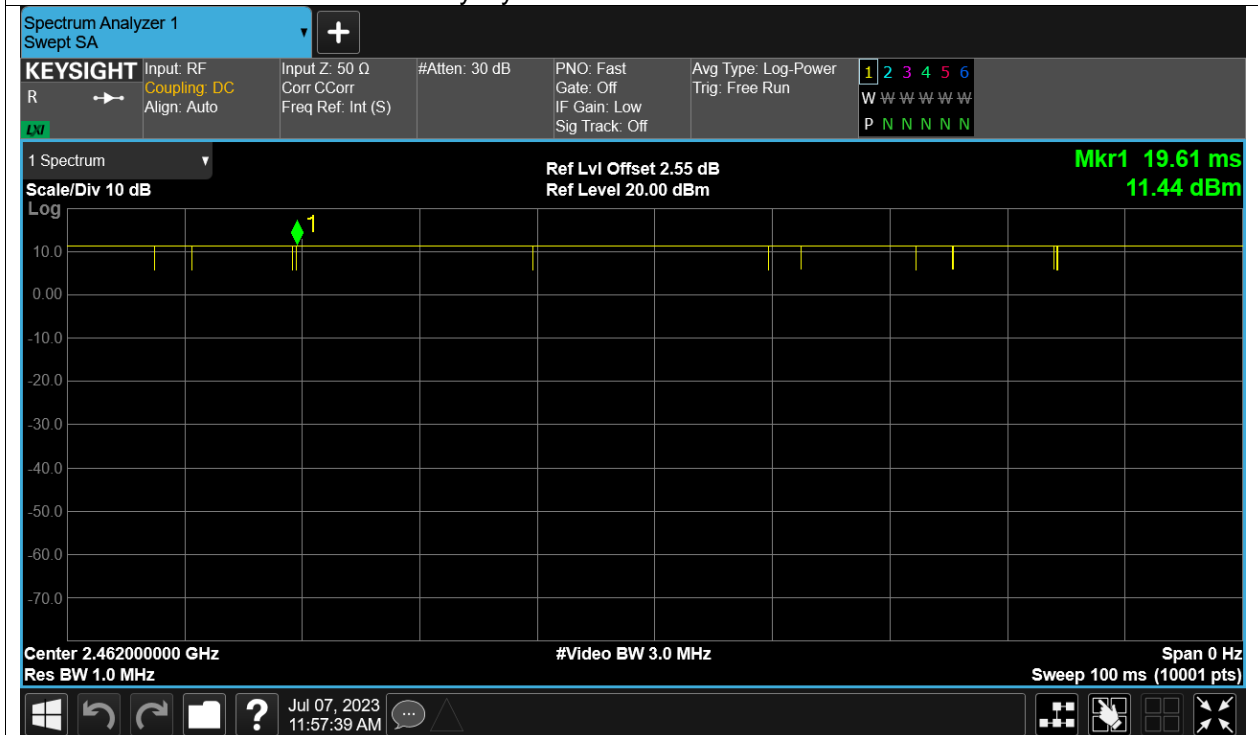 Spectrum Analyzer 1
Swept SA
KEYSIGHT
R
LXI
Input: RF
Coupling: DC
Align: Auto
Input Z: 50 Ω
Corr CCorr
Freq Ref: Int (S)
#Atten: 30 dB
PNO: Fast
Gate: Off
IF Gain: Low
Sig Track: Off
Avg Type: Log-Power
Trig: Free Run
1 2 3 4 5 6
W W W W W W
P N N N N N
1 Spectrum
Scale/Div 10 dB
Ref Lvl Offset 2.55 dB
Ref Level 20.00 dBm
Mkr1 19.61 ms
11.44 dBm
Log
1
10.0
0.00
-10.0
-20.0
-30.0
-40.0
-50.0
-60.0
-70.0
Center 2.462000000 GHz
#Video BW 3.0 MHz
Span 0 Hz
Res BW 1.0 MHz
Sweep 100 ms (10001 pts)
?
Jul 07, 2023
11:57:39 AM